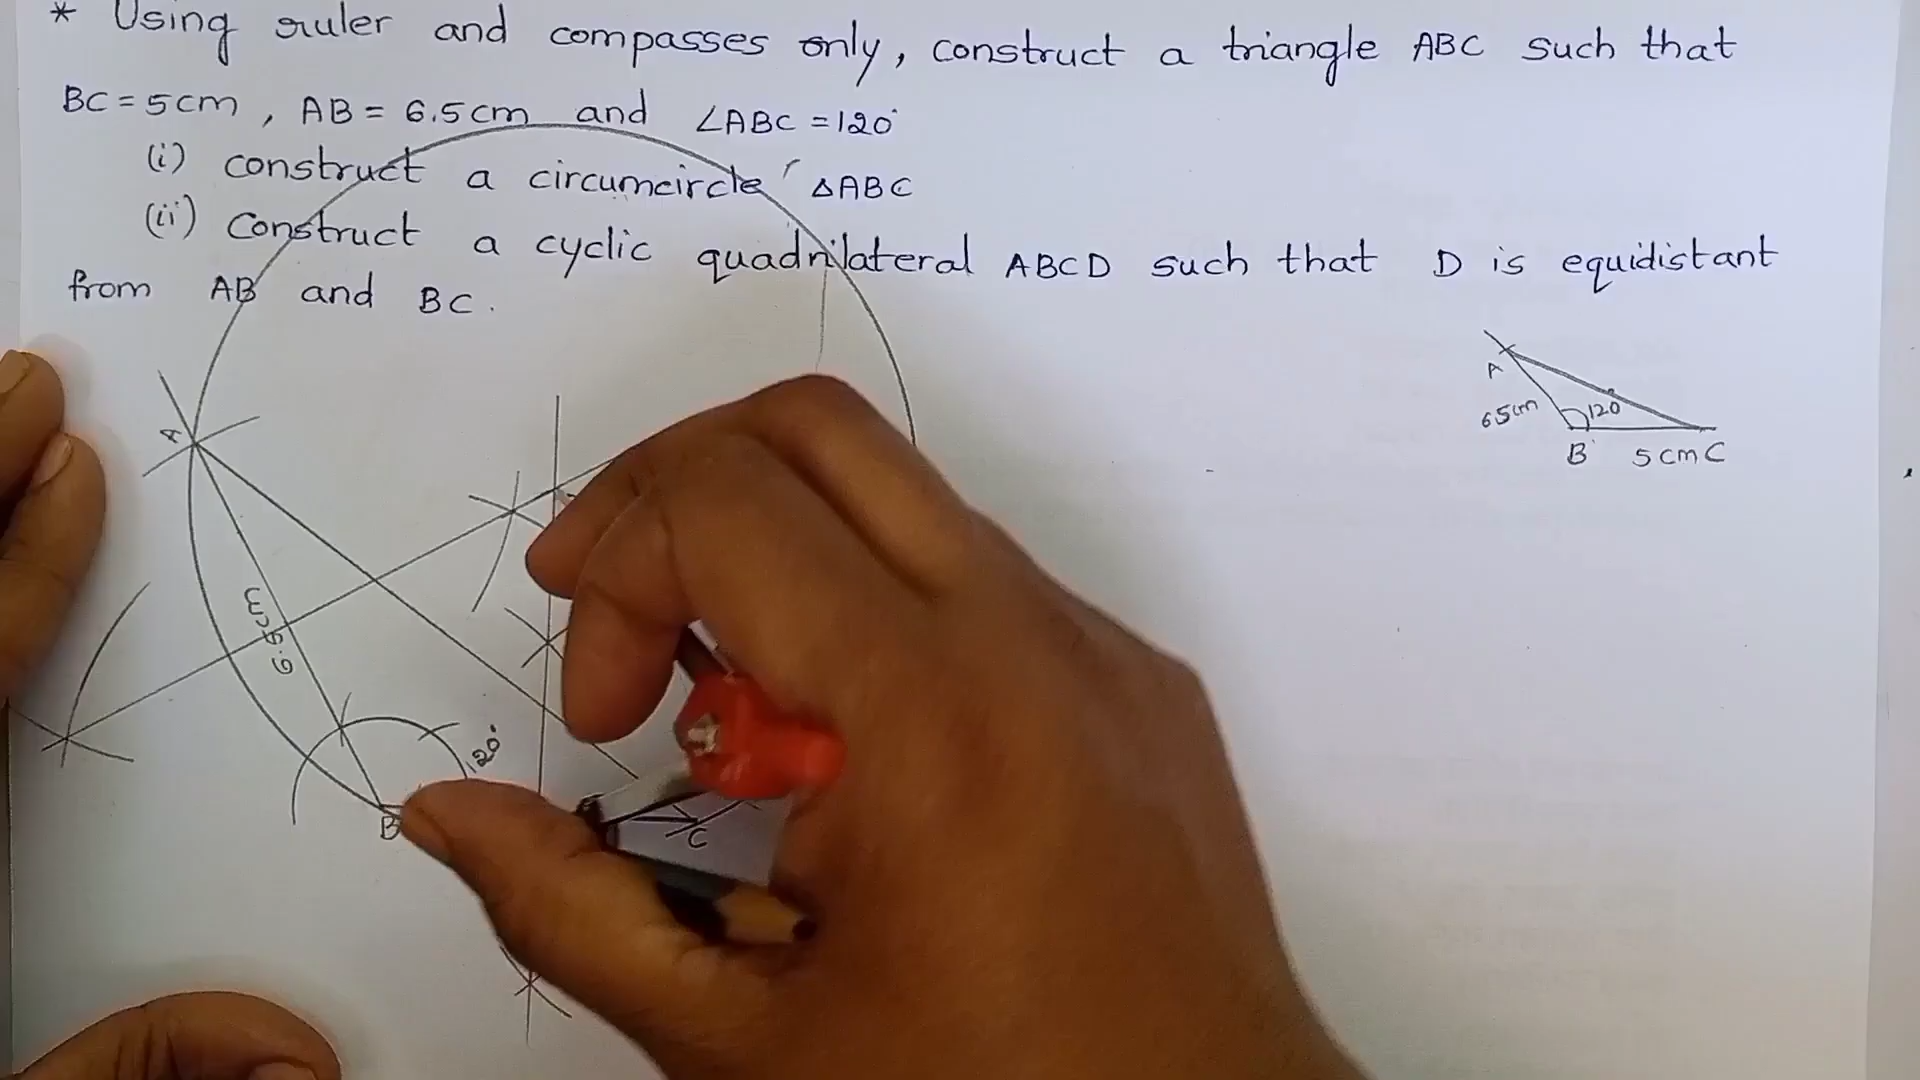 * Using ruler and compasses only, construct a triangle ABC such that
BC = 5cm, AB = 6.5cm and ∠ABC = 120°
(i) construct a circumcircle ΔABC
(ii) construct a cyclic quadrilateral ABCD such that D is equidistant
from AB and BC.
A
65cm
120
B 5cm C
A
6.5cm
120°
B
C